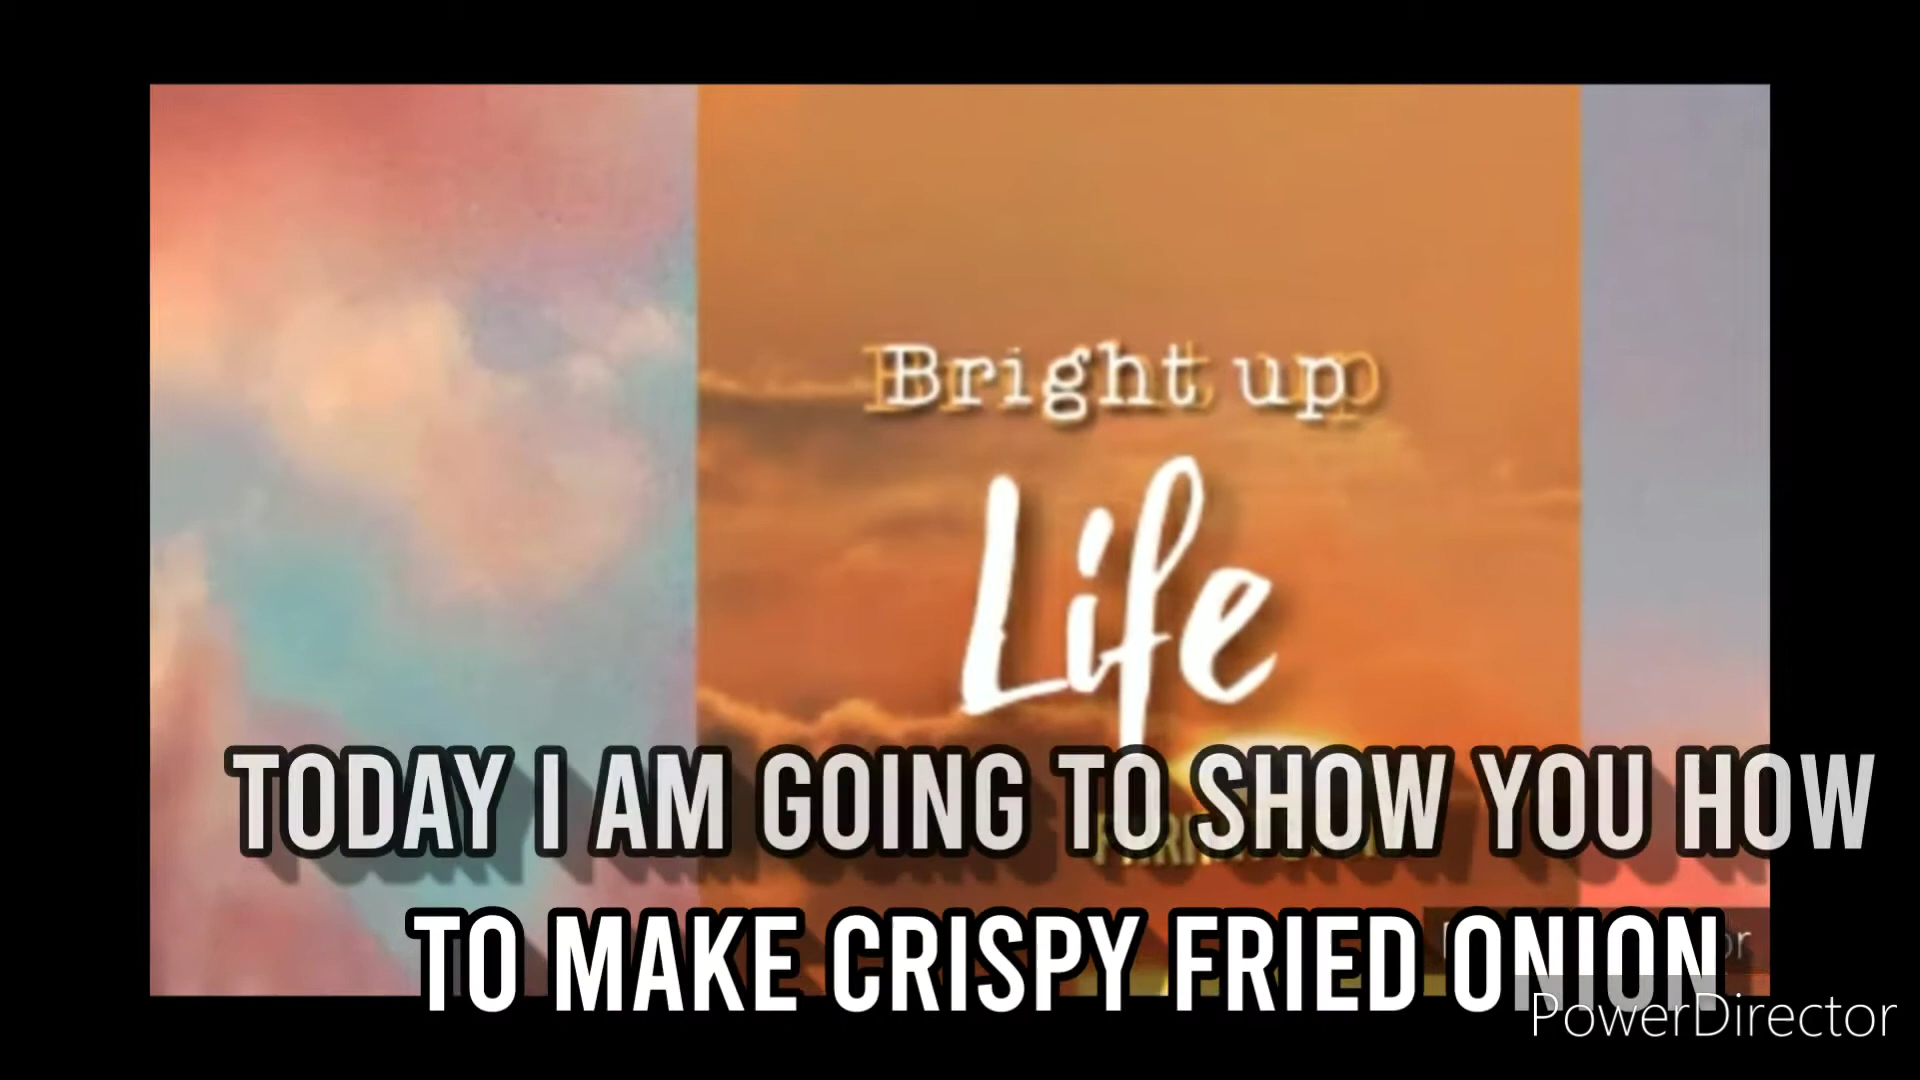 Bright up
Life
TODAY I AM GOING TO SHOW YOU HOW
TO MAKE CRISPY FRIED ONION
PowerDirector